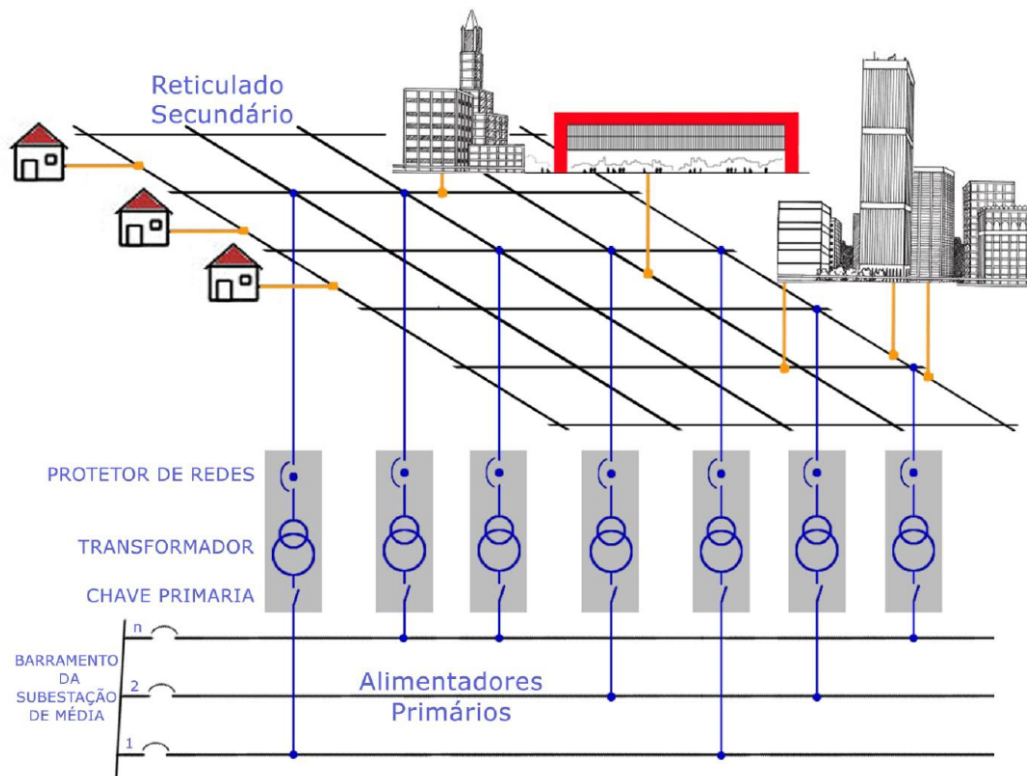 Reticulado
Secundário
PROTETOR DE REDES
TRANSFORMADOR
CHAVE PRIMARIA
n
BARRAMENTO
DA
SUBESTAÇÃO
DE MÉDIA
2
Alimentadores
Primários
1